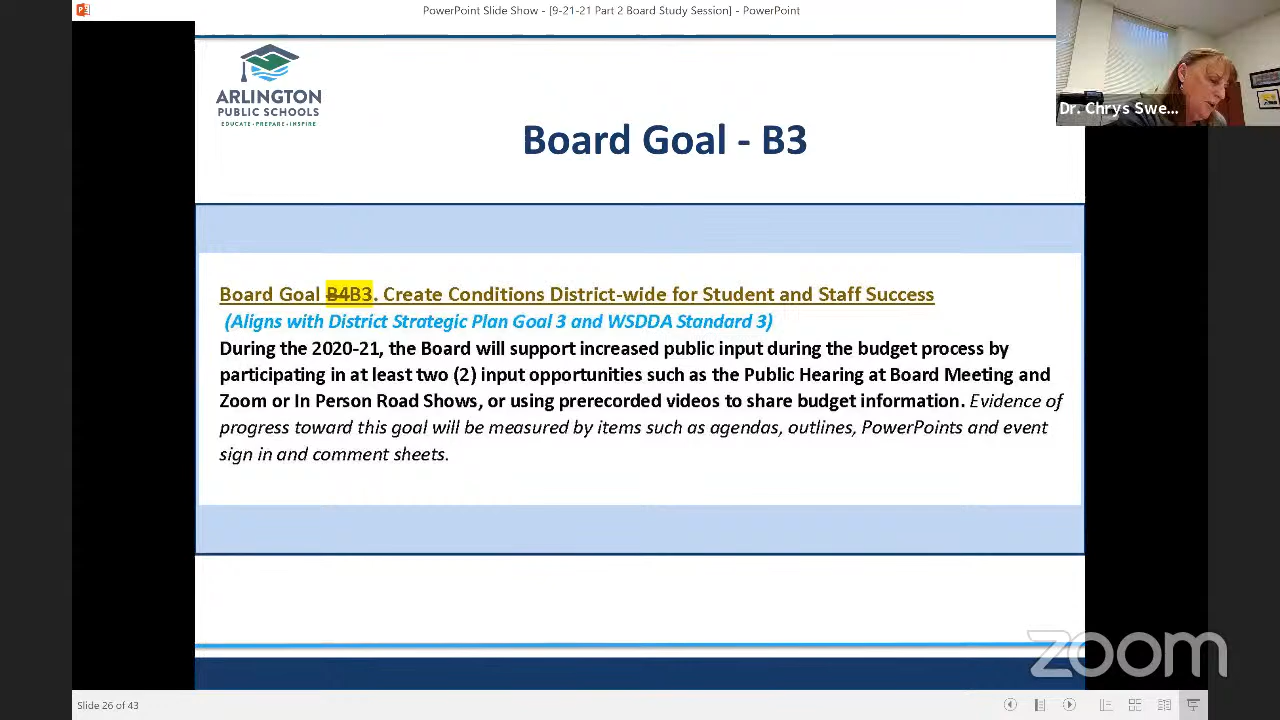 PowerPoint Slide Show - [9-21-21 Part 2 Board Study Session] - PowerPoint
ARLINGTON
PUBLIC SCHOOLS
EDUCATE • PREPARE • INSPIRE
Dr. Chrys Swe...
Board Goal - B3
Board Goal B4B3. Create Conditions District-wide for Student and Staff Success
(Aligns with District Strategic Plan Goal 3 and WSDDA Standard 3)
During the 2020-21, the Board will support increased public input during the budget process by
participating in at least two (2) input opportunities such as the Public Hearing at Board Meeting and
Zoom or In Person Road Shows, or using prerecorded videos to share budget information. Evidence of
progress toward this goal will be measured by items such as agendas, outlines, PowerPoints and event
sign in and comment sheets.
zoom
Slide 26 of 43